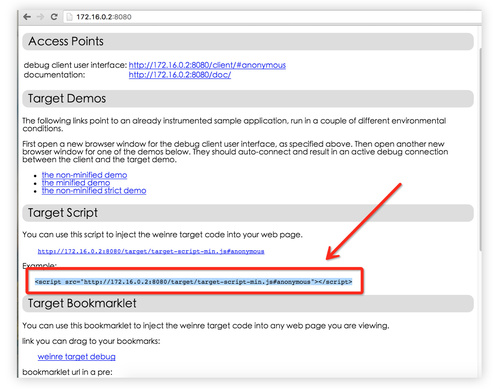 172.16.0.2:8080
Access Points
debug client user interface: http://172.16.0.2:8080/client/#anonymous
documentation: http://172.16.0.2:8080/doc/
Target Demos
The following links point to an already instrumented sample application, run in a couple of different environmental
conditions.
First open a new browser window for the debug client user interface, as specified above. Then open another new
browser window for one of the demos below. They should auto-connect and result in an active debug connection
between the client and the target demo.
• the non-minified demo
• the minified demo
• the non-minified strict demo
Target Script
You can use this script to inject the weinre target code into your web page.
http://172.16.0.2:8080/target/target-script-min.js#anonymous
Example:
<script src="http://172.16.0.2:8080/target/target-script-min.js#anonymous"></script>
Target Bookmarklet
You can use this bookmarklet to inject the weinre target code into any web page you are viewing.
link you can drag to your bookmarks:
weinre target debug
bookmarklet url in a pre: